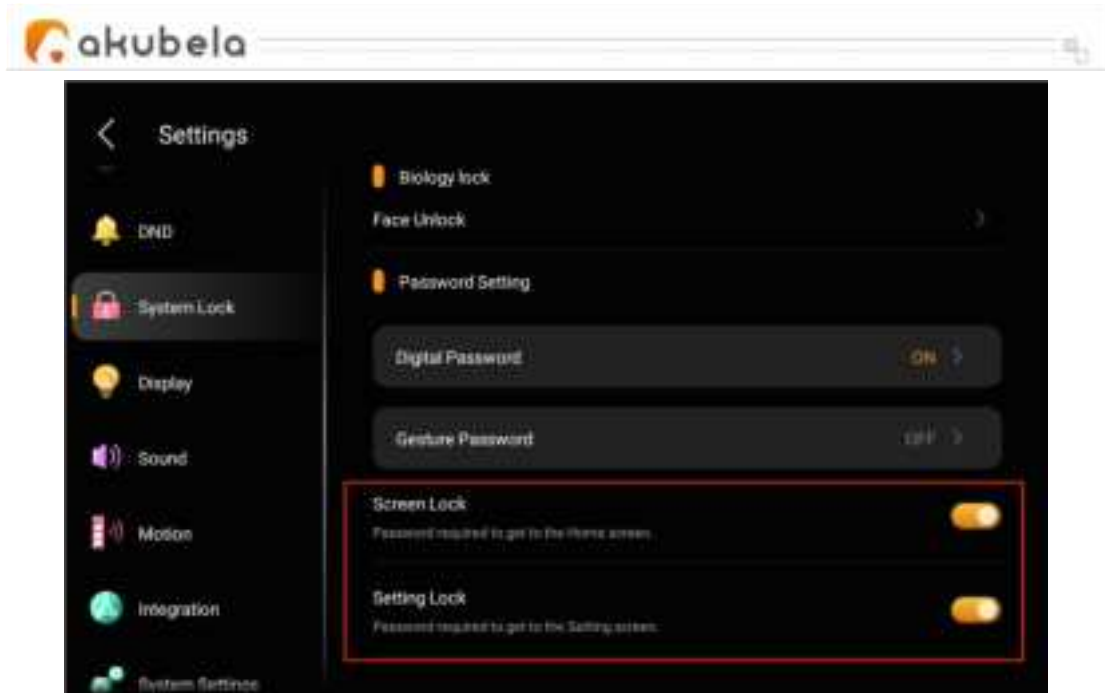 akubela
Settings
Biology lock
Face Unlock
DND
Password Setting
System Lock
Digital Password ON
Display
Gesture Password OFF
Sound
Screen Lock
Password required to get to the Home screen.
Motion
Setting Lock
Integration
Password required to get to the Setting screen.
System Settings